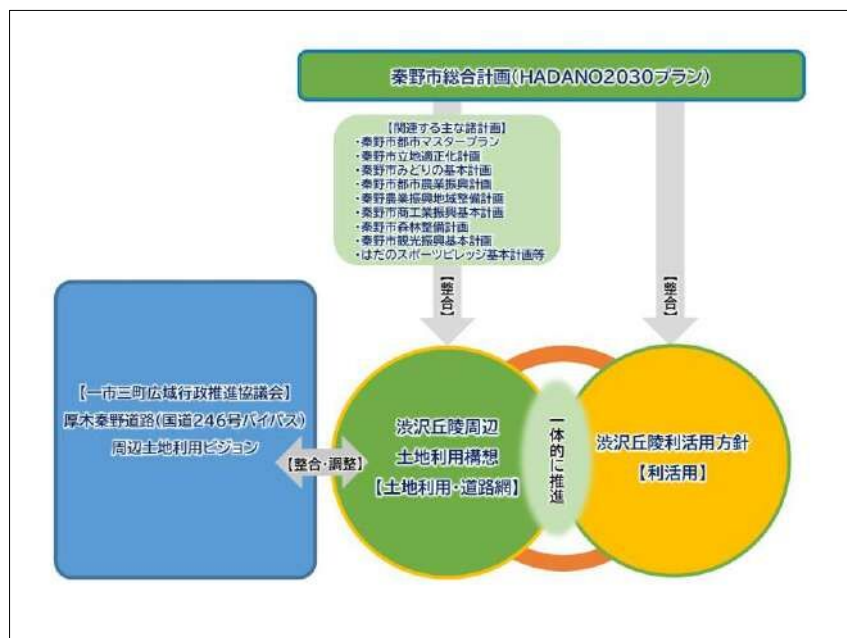 秦野市総合計画(HADANO2030プラン)
【関連する主な諸計画】
・秦野市都市マスタープラン
・秦野市立地適正化計画
・秦野市みどりの基本計画
・秦野市都市農業振興計画
・秦野農業振興地域整備計画
・秦野市商工業振興基本計画
・秦野市森林整備計画
・秦野市観光振興基本計画
・はだのスポーツビレッジ基本計画等
【整合】
【整合】
【一市三町広域行政推進協議会】
厚木秦野道路(国道246号バイパス)
周辺土地利用ビジョン
【整合・調整】
渋沢丘陵周辺
土地利用構想
【土地利用・道路網】
一体的に推進
渋沢丘陵利活用方針
【利活用】